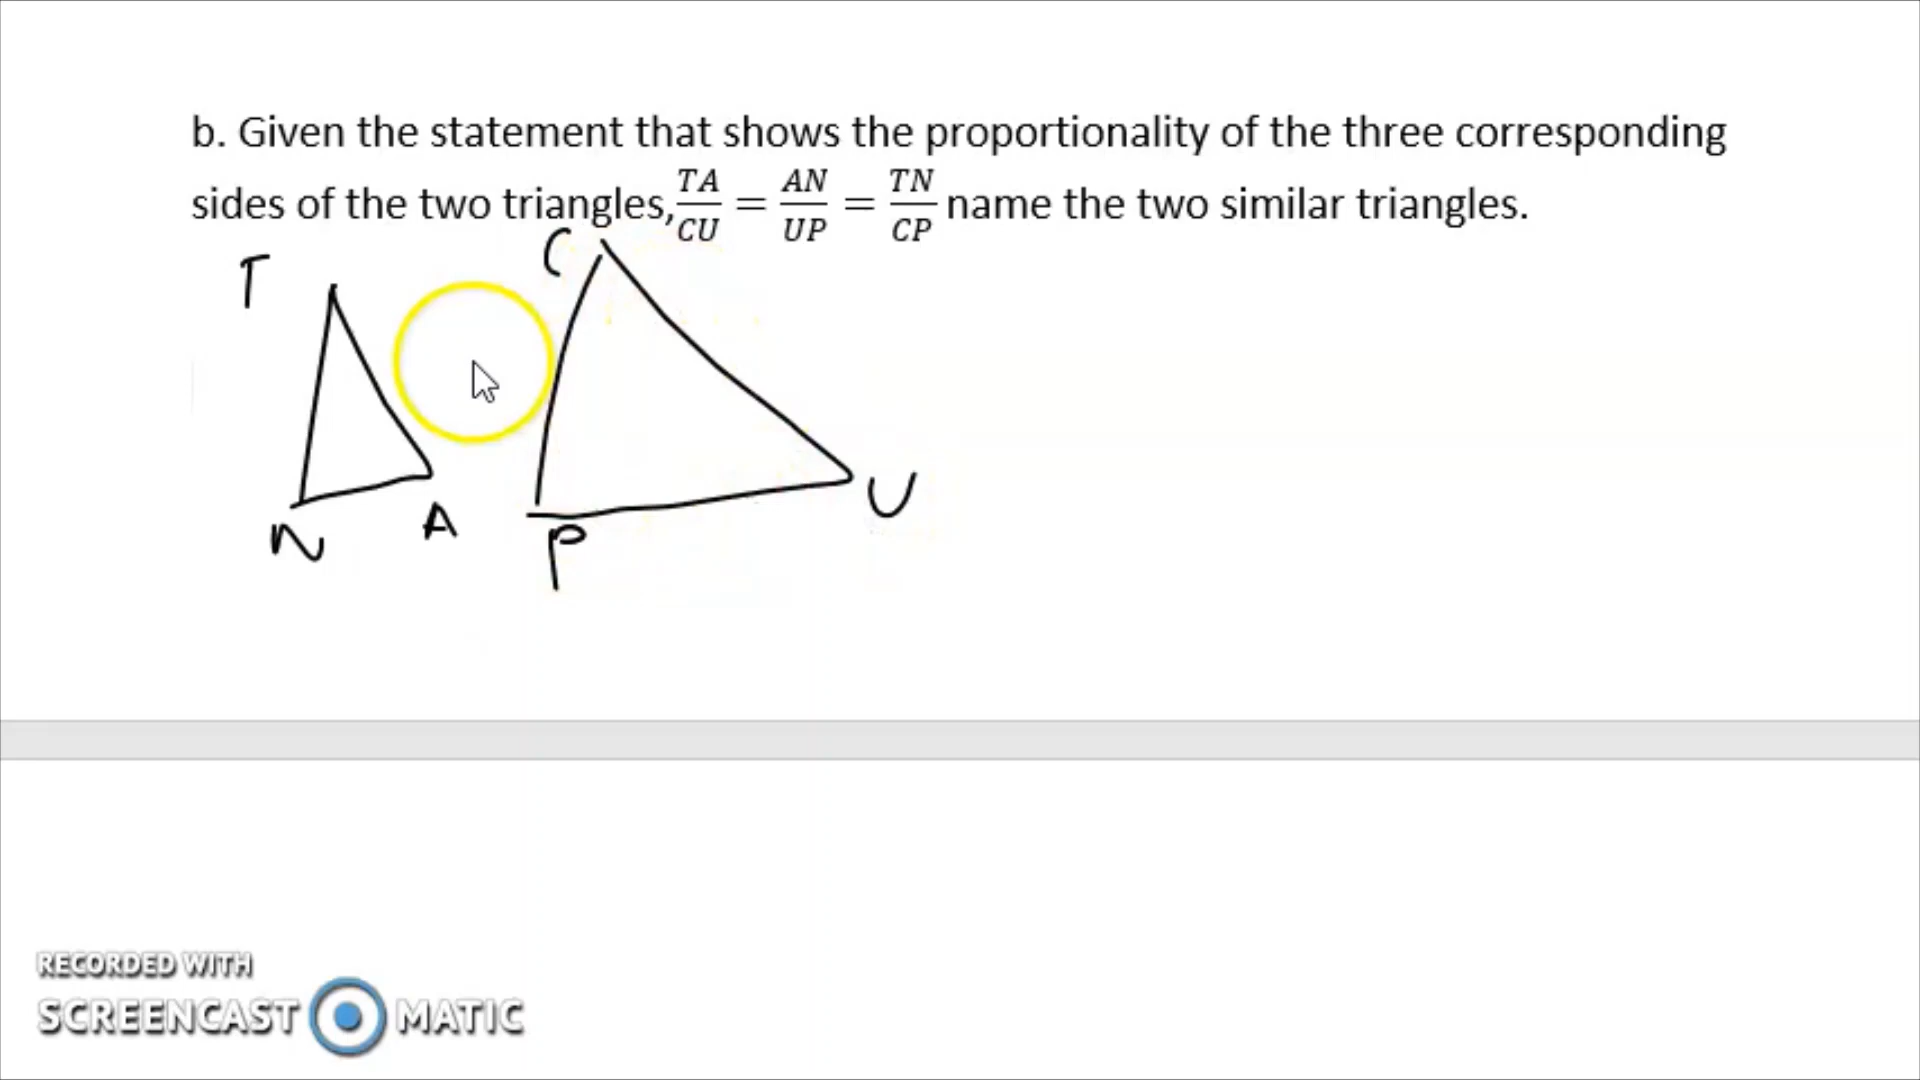 b. Given the statement that shows the proportionality of the three corresponding
sides of the two triangles, TA/CU = AN/UP = TN/CP name the two similar triangles.
T
C
N
A
P
U
RECORDED WITH
SCREENCAST MATIC